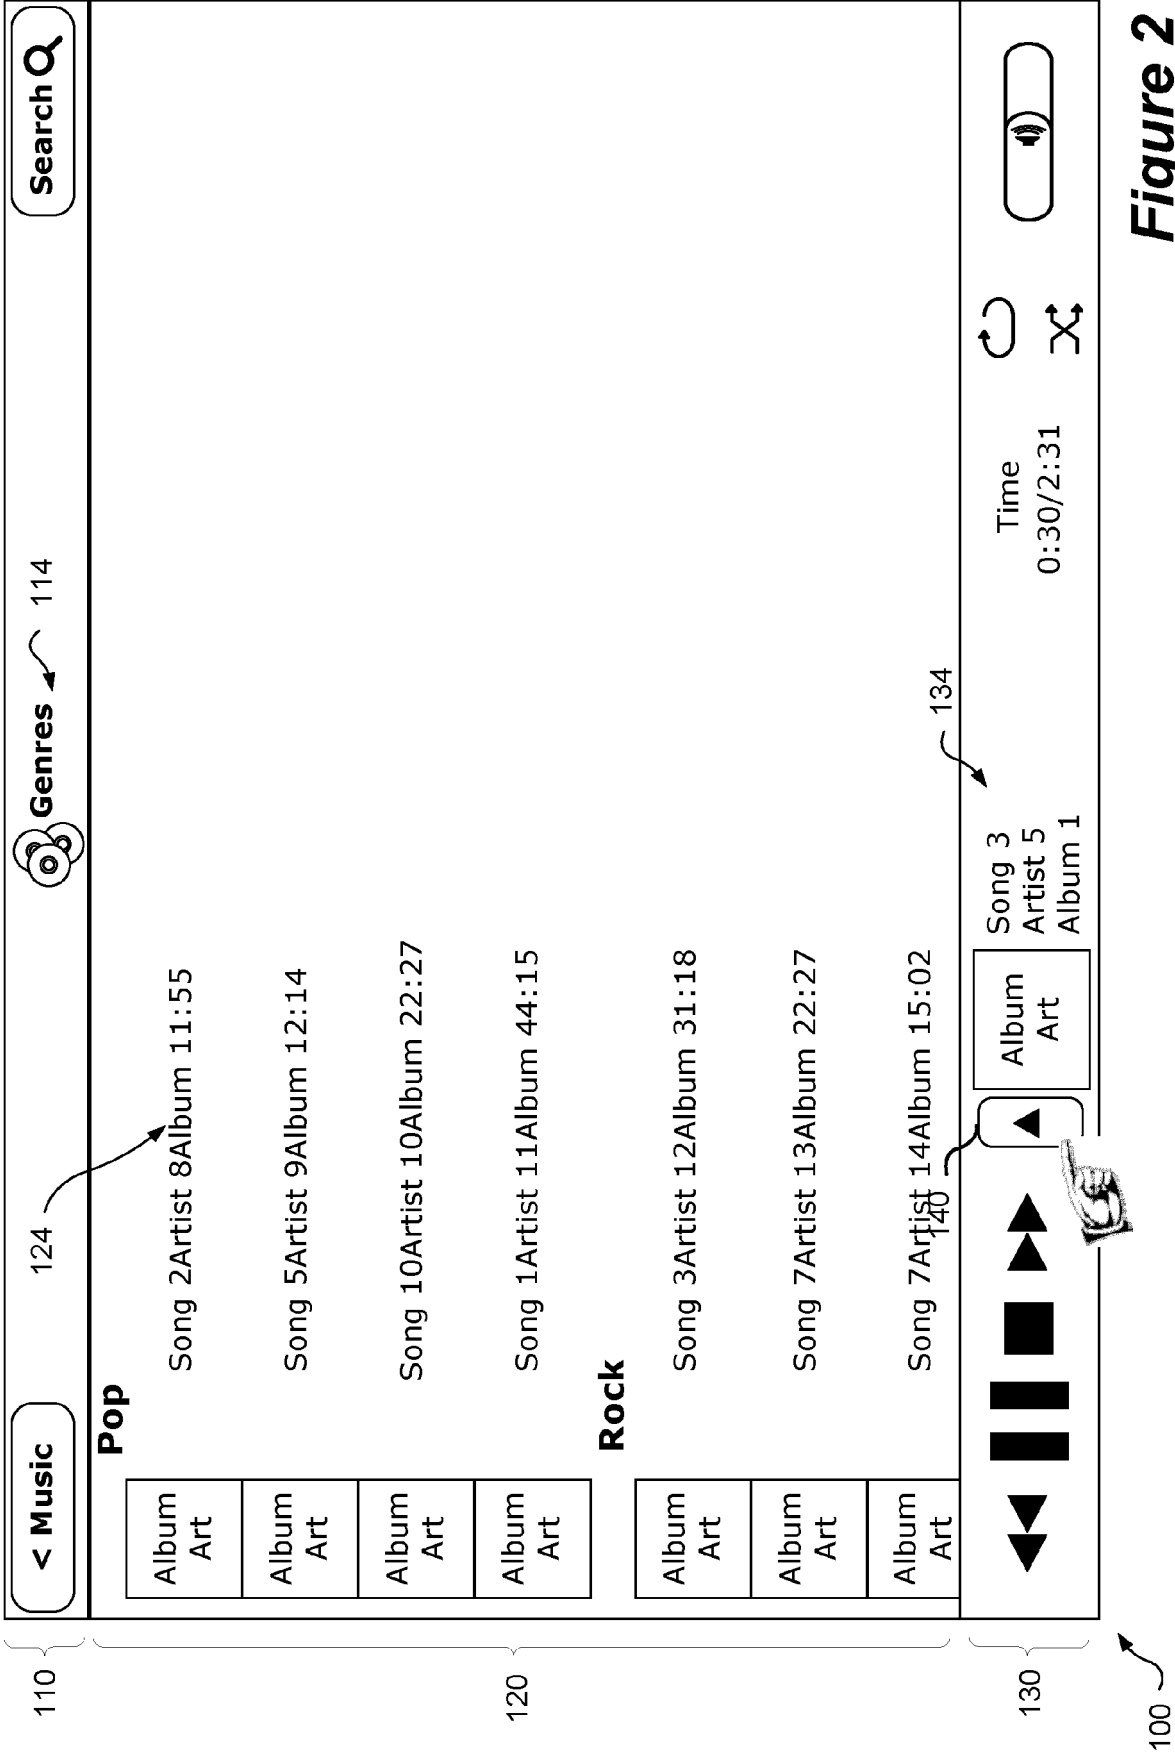 110
< Music
Genres
114
Search
124
120
Pop
Album
Art
Song 2Artist 8Album 11:55
Album
Art
Song 5Artist 9Album 12:14
Album
Art
Song 10Artist 10Album 22:27
Album
Art
Song 1Artist 11Album 44:15
Rock
Album
Art
Song 3Artist 12Album 31:18
Album
Art
Song 7Artist 13Album 22:27
Album
Art
Song 7Artist 14Album 15:02
140
134
130
Album
Art
Song 3
Artist 5
Album 1
Time
0:30/2:31
100
Figure 2